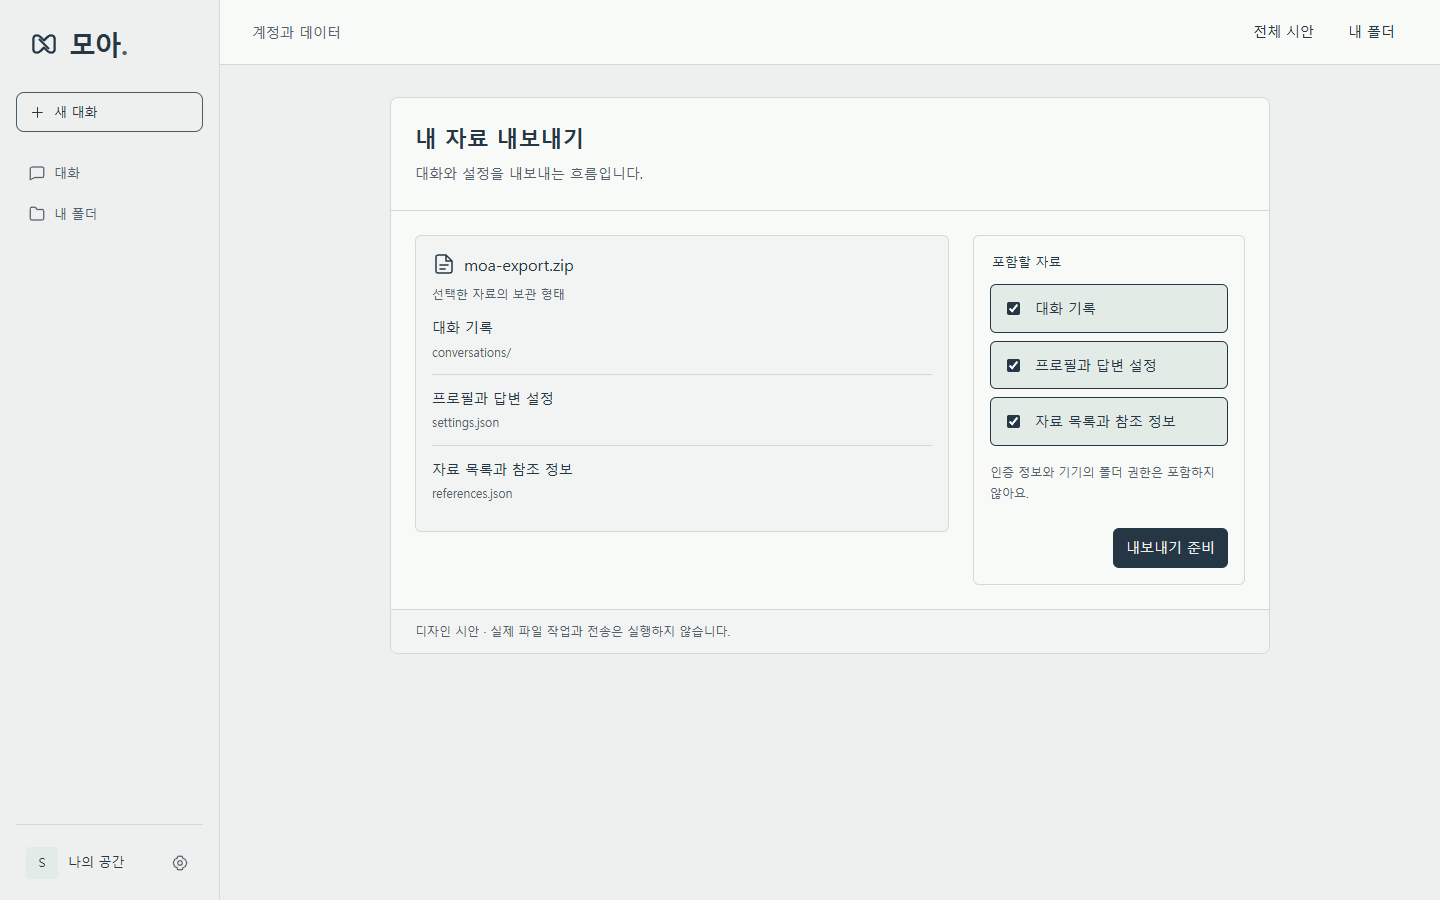 모아.
새 대화
대화
내 폴더
S 나의 공간
계정과 데이터
전체 시안 내 폴더
내 자료 내보내기
대화와 설정을 내보내는 흐름입니다.
moa-export.zip
선택한 자료의 보관 형태
대화 기록
conversations/
프로필과 답변 설정
settings.json
자료 목록과 참조 정보
references.json
포함할 자료
대화 기록
프로필과 답변 설정
자료 목록과 참조 정보
인증 정보와 기기의 폴더 권한은 포함하지
않아요.
내보내기 준비
디자인 시안 · 실제 파일 작업과 전송은 실행하지 않습니다.